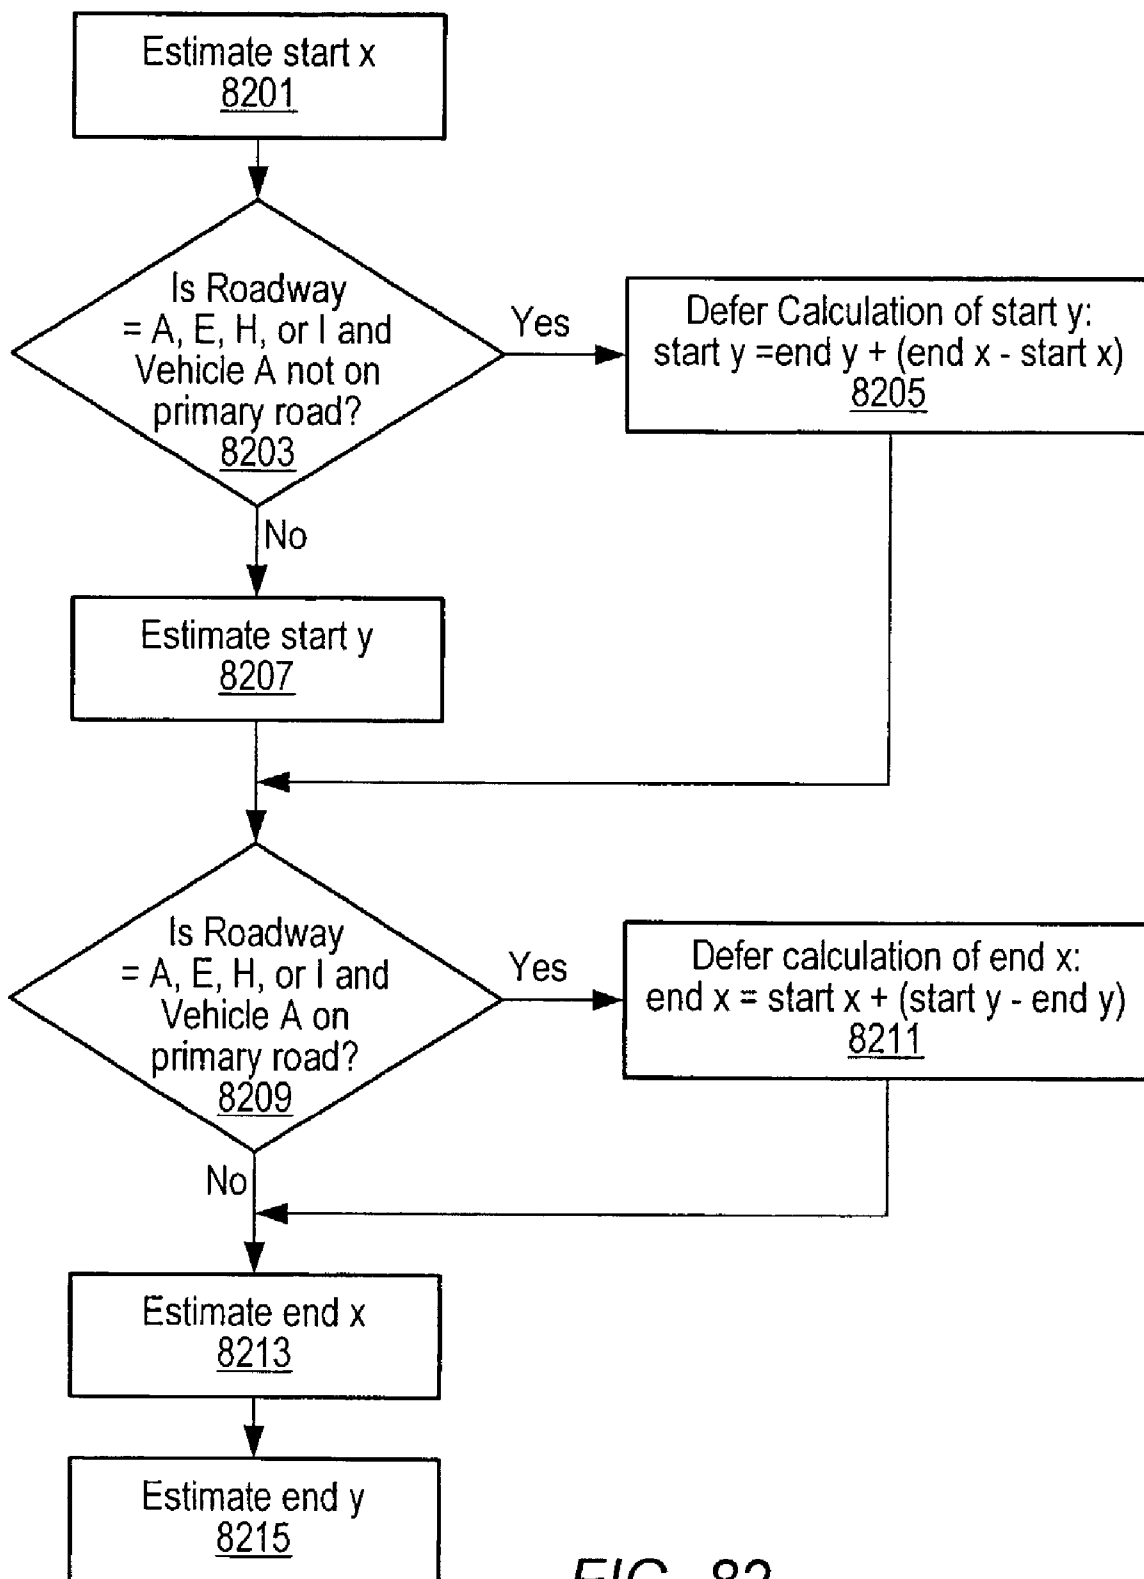 Estimate start x
8201
Is Roadway
= A, E, H, or I and
Vehicle A not on
primary road?
8203
Yes
Defer Calculation of start y:
start y =end y + (end x - start x)
8205
No
Estimate start y
8207
Is Roadway
= A, E, H, or I and
Vehicle A on
primary road?
8209
Yes
Defer calculation of end x:
end x = start x + (start y - end y)
8211
No
Estimate end x
8213
Estimate end y
8215
FIG. 82